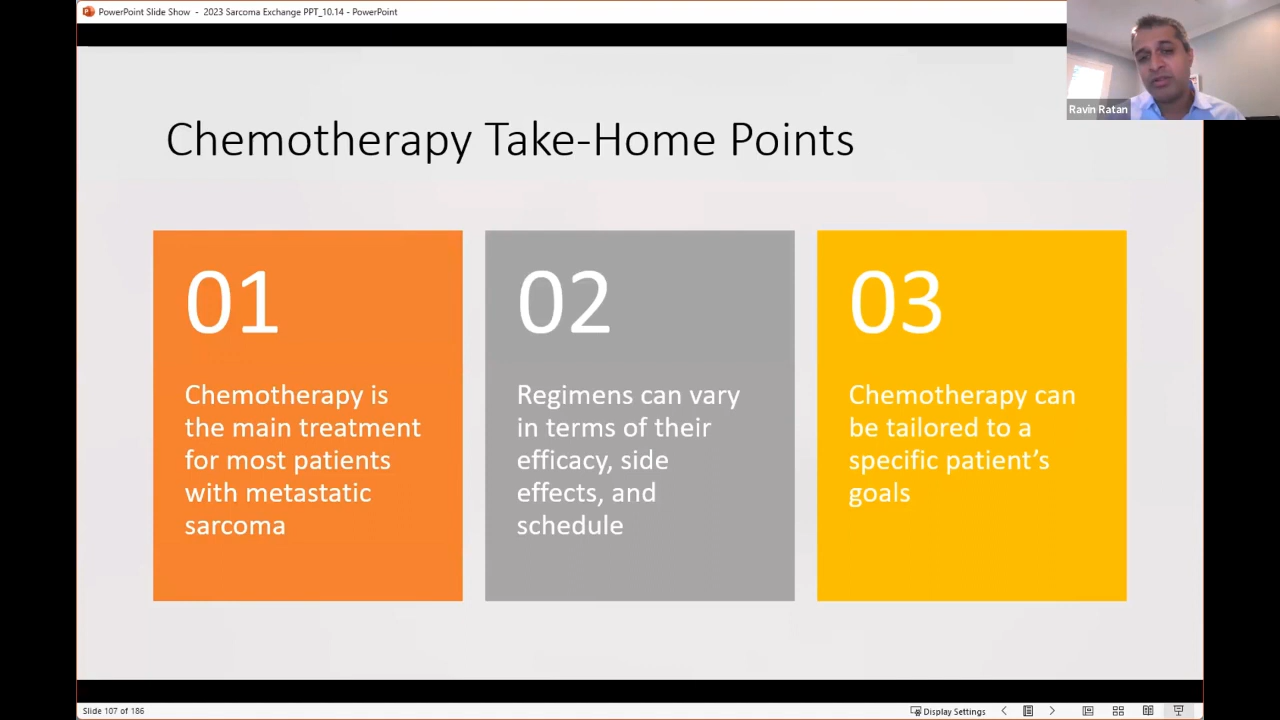 PowerPoint Slide Show - 2023 Sarcoma Exchange PPT_10.14 - PowerPoint
Ravin Ratan
Chemotherapy Take-Home Points
01
Chemotherapy is
the main treatment
for most patients
with metastatic
sarcoma
02
Regimens can vary
in terms of their
efficacy, side
effects, and
schedule
03
Chemotherapy can
be tailored to a
specific patient’s
goals
Slide 107 of 186
Display Settings